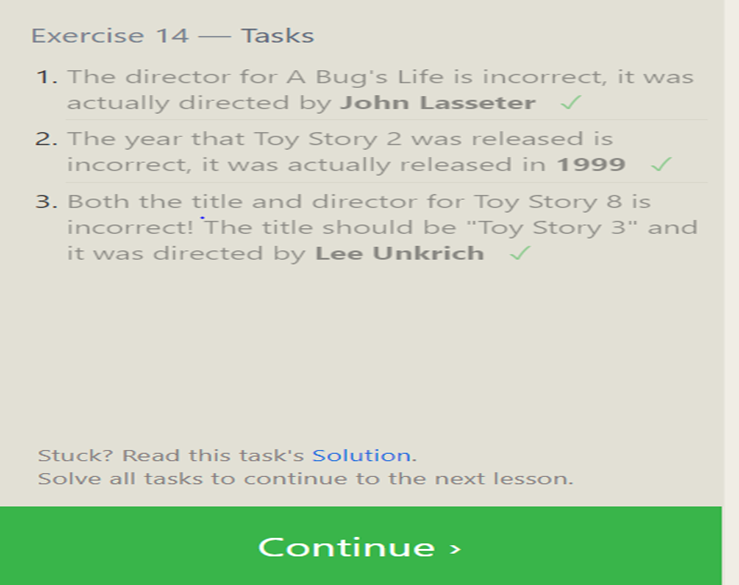 Exercise 14 — Tasks
1. The director for A Bug's Life is incorrect, it was
actually directed by John Lasseter ✓
2. The year that Toy Story 2 was released is
incorrect, it was actually released in 1999 ✓
3. Both the title and director for Toy Story 8 is
incorrect! The title should be "Toy Story 3" and
it was directed by Lee Unkrich ✓
Stuck? Read this task's Solution.
Solve all tasks to continue to the next lesson.
Continue ›